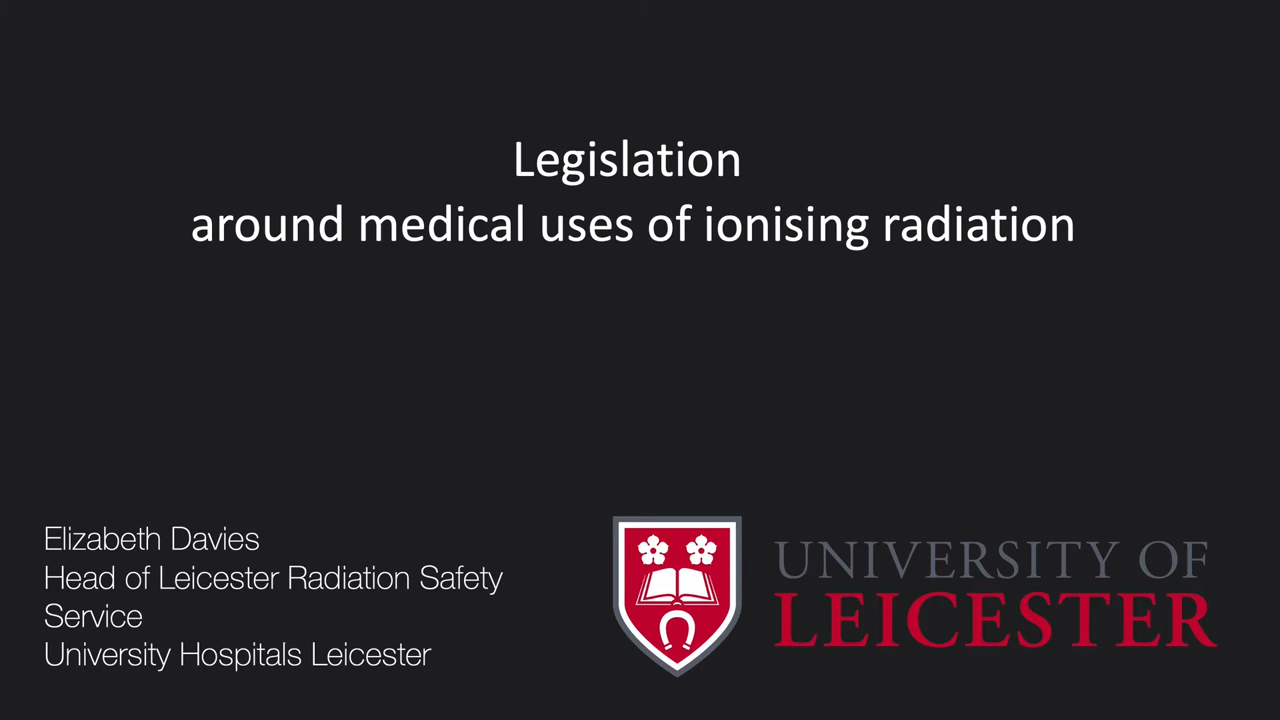 Legislation
around medical uses of ionising radiation
Elizabeth Davies
Head of Leicester Radiation Safety
Service
University Hospitals Leicester
UNIVERSITY OF
LEICESTER